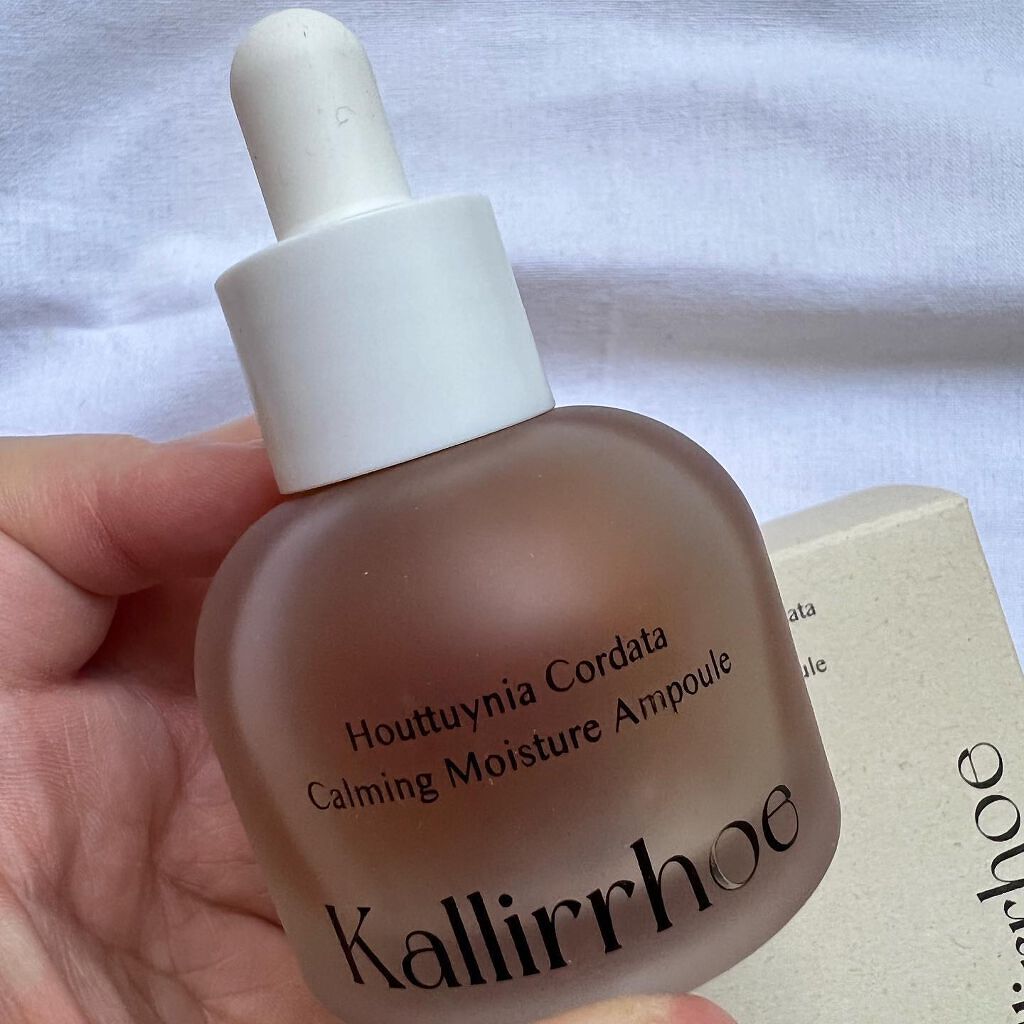 Houttuynia Cordata
Calming Moisture Ampoule
Kallirrhoe